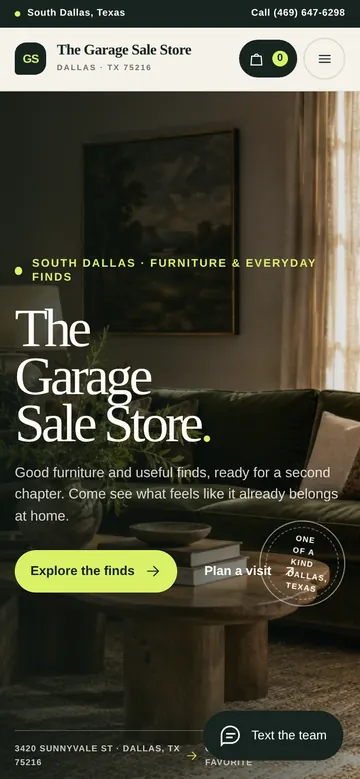 South Dallas, Texas
Call (469) 647-6298
GS
The Garage Sale Store
DALLAS · TX 75216
0
SOUTH DALLAS · FURNITURE & EVERYDAY
FINDS
The
Garage
Sale Store.
Good furniture and useful finds, ready for a second
chapter. Come see what feels like it already belongs
at home.
Explore the finds →
Plan a visit
ONE
OF A
KIND
DALLAS,
TEXAS
3420 SUNNYVALE ST · DALLAS, TX
75216
→
FAVORITE
Text the team